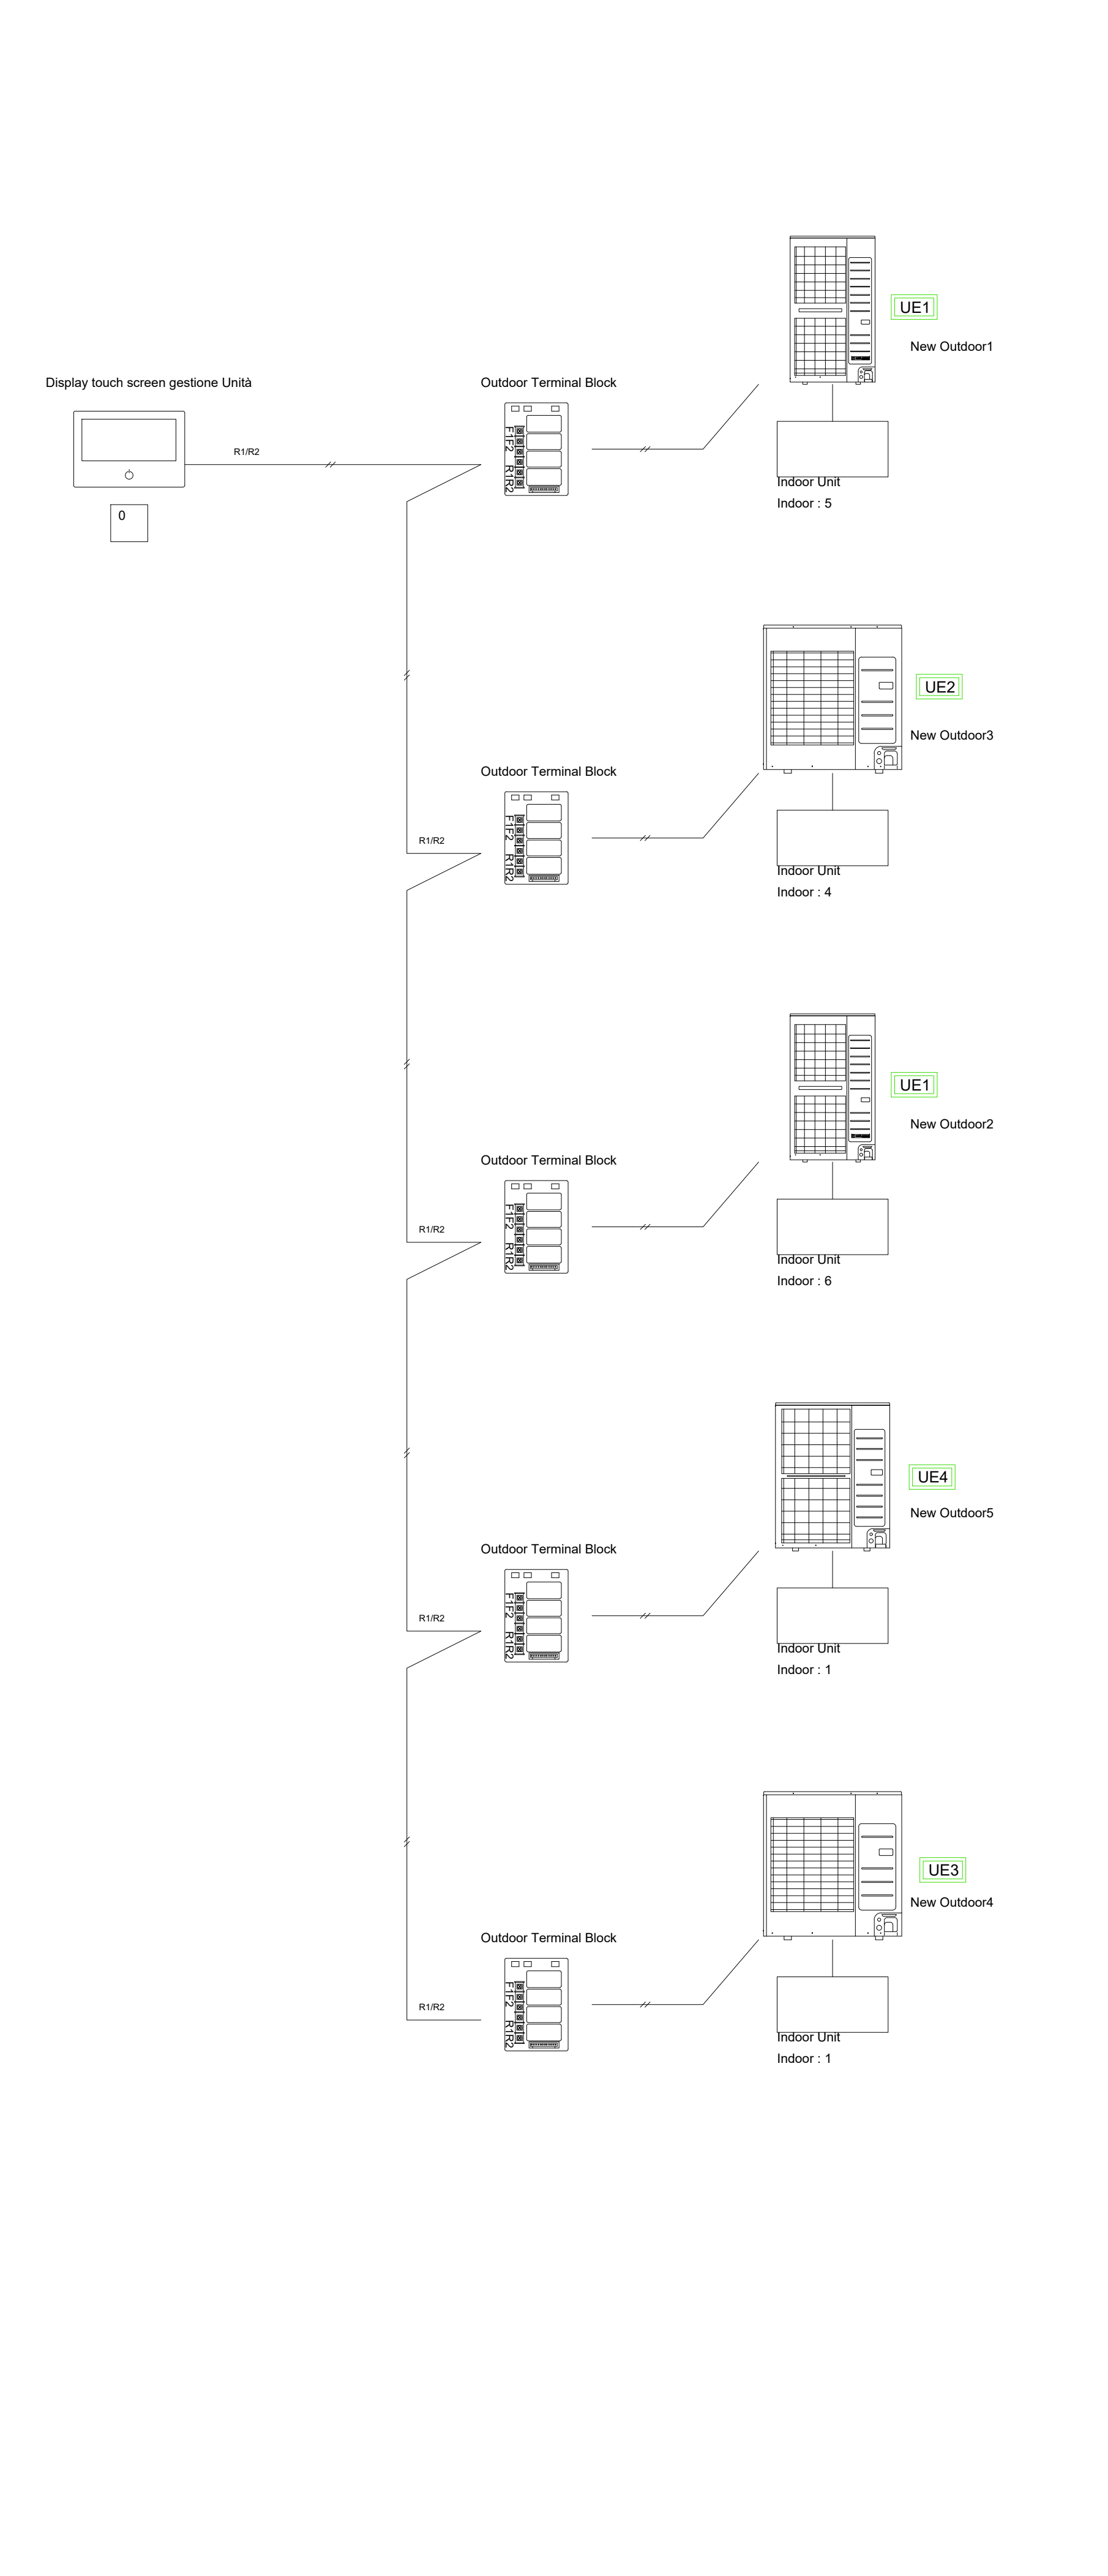 UE1
New Outdoor1
Display touch screen gestione Unità
Outdoor Terminal Block
F1F2
R1/R2
R1R2
Indoor Unit
Indoor : 5
0
UE2
New Outdoor3
Outdoor Terminal Block
F1F2
R1/R2
R1R2
Indoor Unit
Indoor : 4
UE1
New Outdoor2
Outdoor Terminal Block
F1F2
R1/R2
R1R2
Indoor Unit
Indoor : 6
UE4
New Outdoor5
Outdoor Terminal Block
F1F2
R1/R2
R1R2
Indoor Unit
Indoor : 1
UE3
New Outdoor4
Outdoor Terminal Block
F1F2
R1/R2
R1R2
Indoor Unit
Indoor : 1